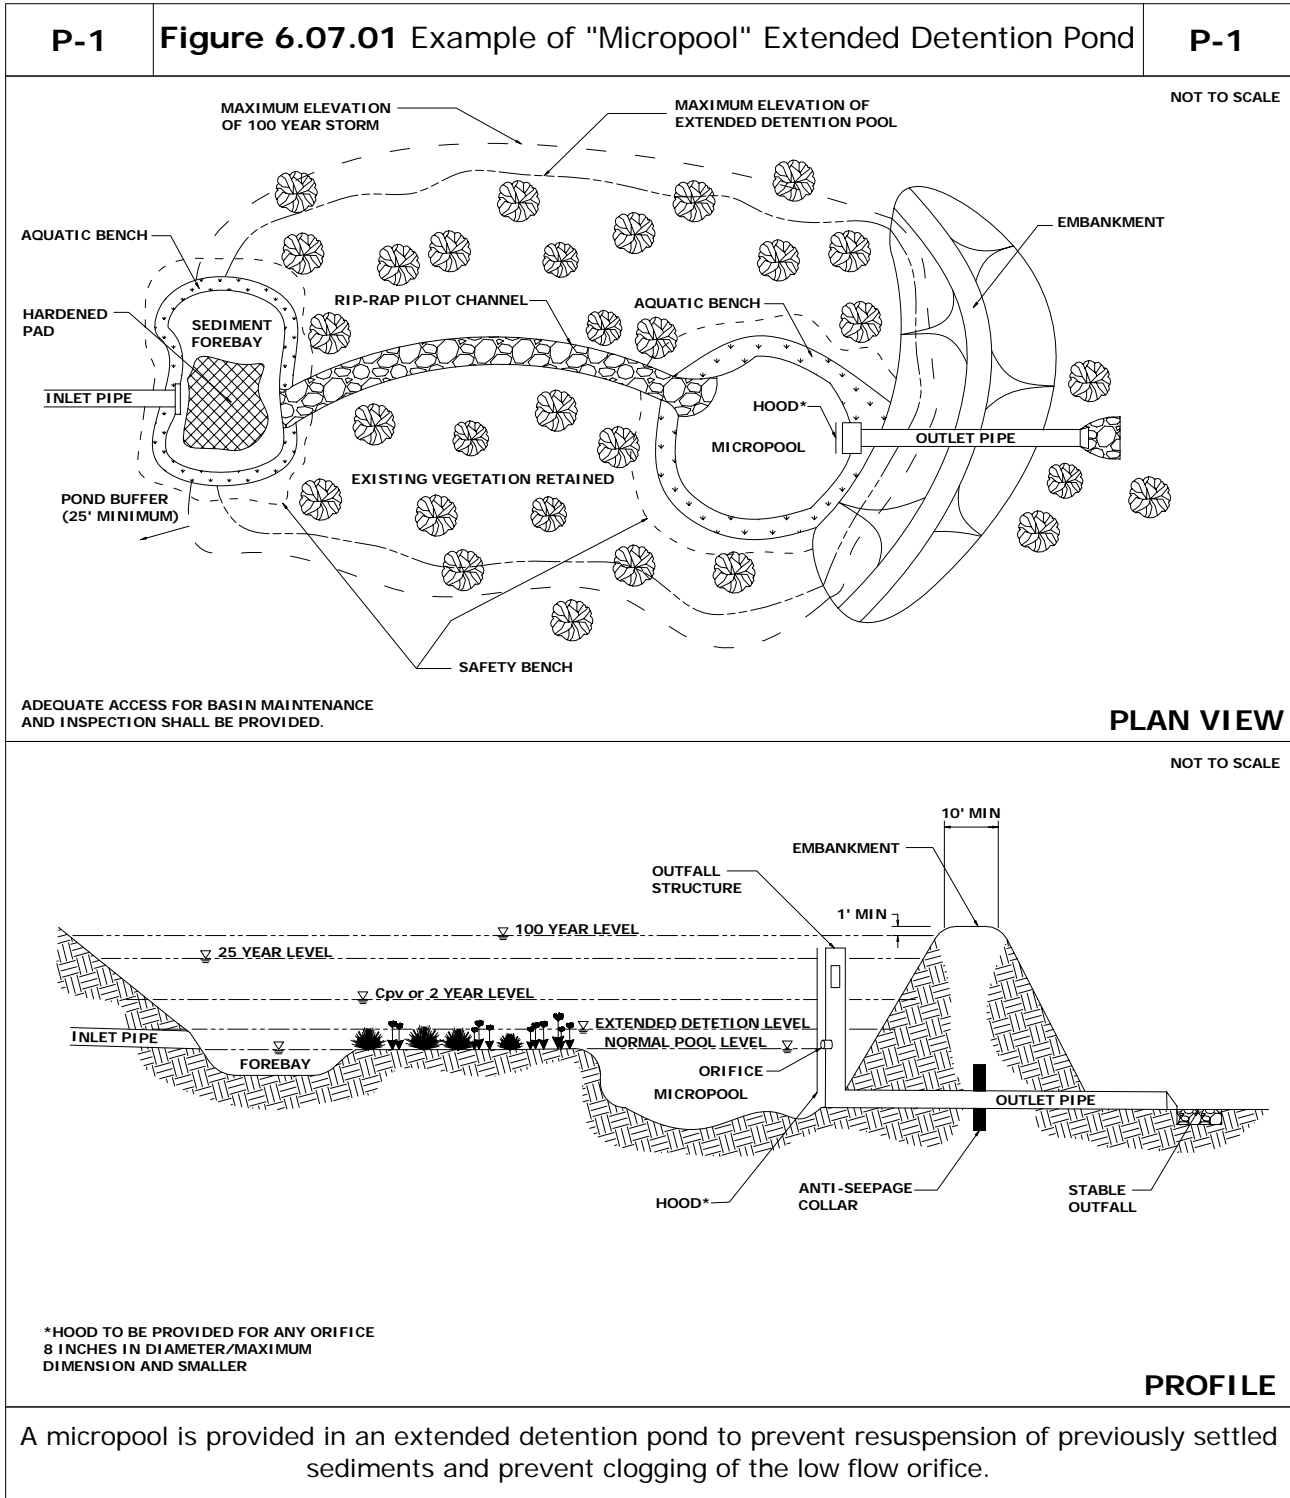 P-1
Figure 6.07.01 Example of "Micropool" Extended Detention Pond
P-1
NOT TO SCALE
MAXIMUM ELEVATION
OF 100 YEAR STORM
MAXIMUM ELEVATION OF
EXTENDED DETENTION POOL
EMBANKMENT
AQUATIC BENCH
HARDENED
PAD
SEDIMENT
FOREBAY
RIP-RAP PILOT CHANNEL
AQUATIC BENCH
INLET PIPE
HOOD*
MICROPOOL
OUTLET PIPE
EXISTING VEGETATION RETAINED
POND BUFFER
(25' MINIMUM)
SAFETY BENCH
ADEQUATE ACCESS FOR BASIN MAINTENANCE
AND INSPECTION SHALL BE PROVIDED.
PLAN VIEW
NOT TO SCALE
10' MIN
EMBANKMENT
OUTFALL
STRUCTURE
1' MIN
100 YEAR LEVEL
25 YEAR LEVEL
Cpv or 2 YEAR LEVEL
EXTENDED DETETION LEVEL
INLET PIPE
NORMAL POOL LEVEL
FOREBAY
ORIFICE
MICROPOOL
OUTLET PIPE
HOOD*
ANTI-SEEPAGE
COLLAR
STABLE
OUTFALL
*HOOD TO BE PROVIDED FOR ANY ORIFICE
8 INCHES IN DIAMETER/MAXIMUM
DIMENSION AND SMALLER
PROFILE
A micropool is provided in an extended detention pond to prevent resuspension of previously settled
sediments and prevent clogging of the low flow orifice.